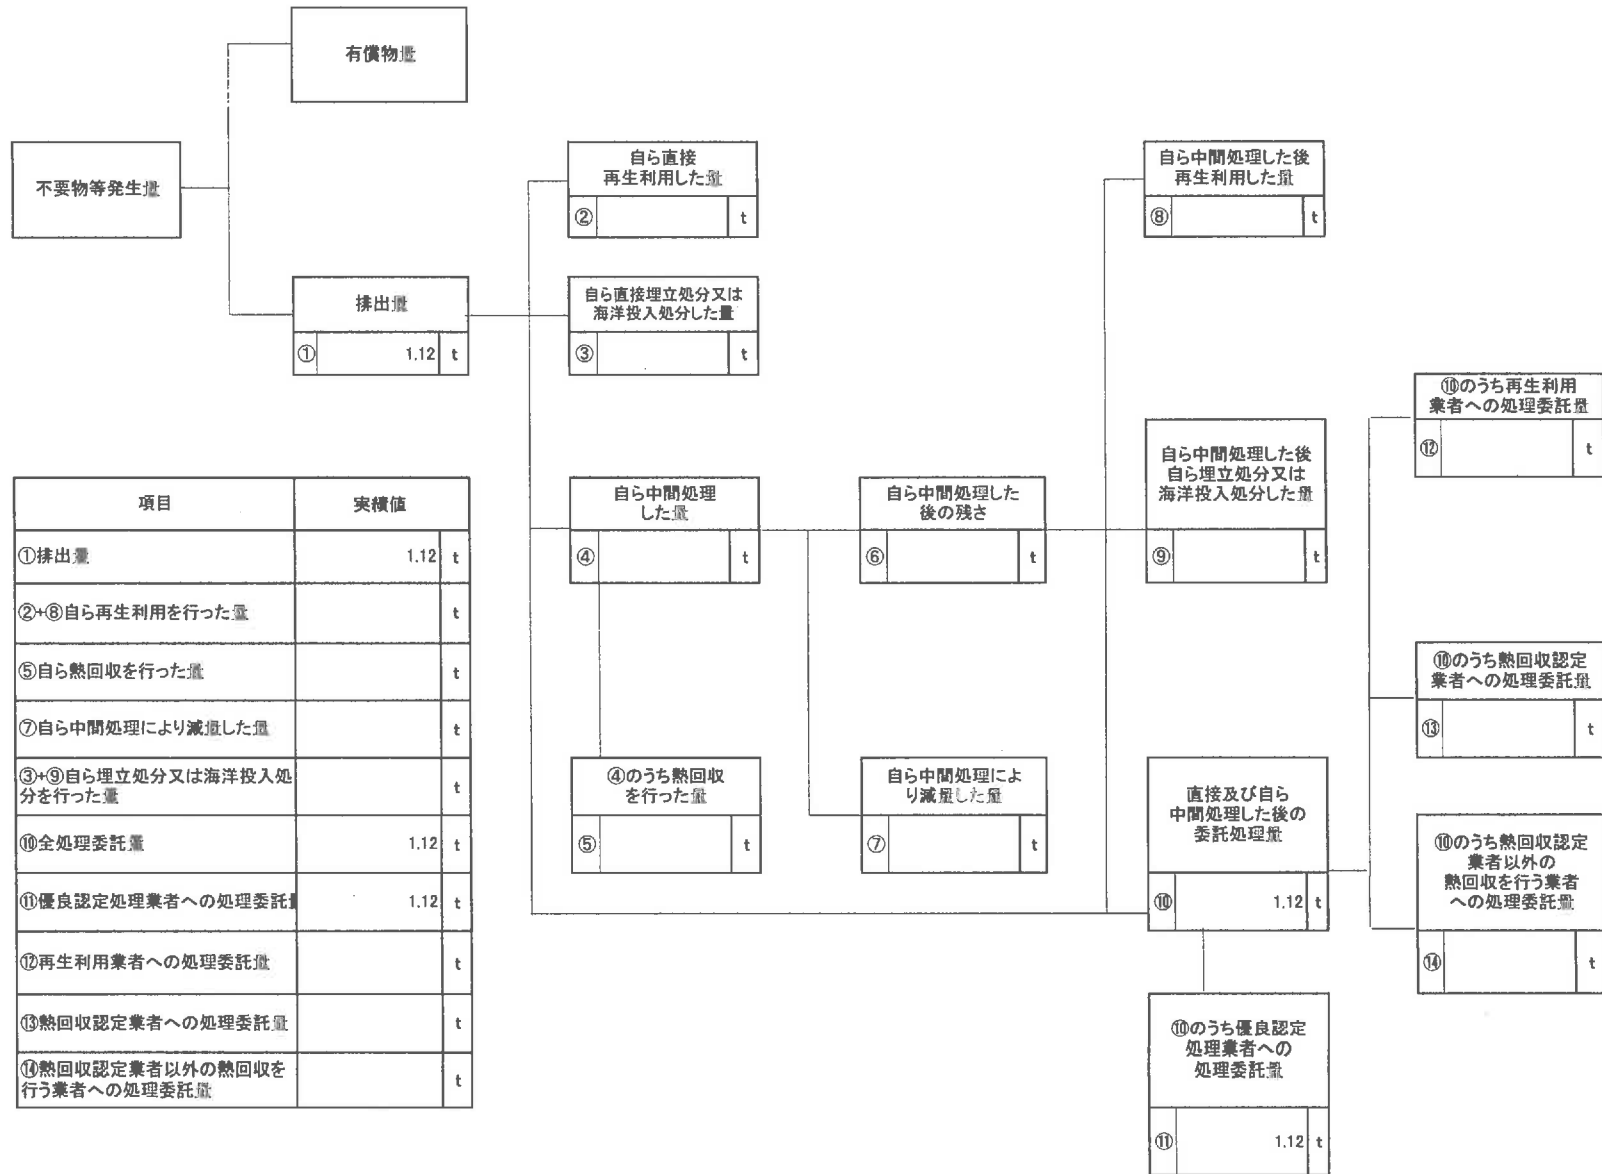 有償物量
不要物等発生量
排出量
① 1.12 t
自ら直接
再生利用した量
② t
自ら直接埋立処分又は
海洋投入処分した量
③ t
自ら中間処理
した量
④ t
④のうち熱回収
を行った量
⑤ t
自ら中間処理した
後の残さ
⑥ t
自ら中間処理によ
り減量した量
⑦ t
自ら中間処理した後
再生利用した量
⑧ t
自ら中間処理した後
自ら埋立処分又は
海洋投入処分した量
⑨ t
直接及び自ら
中間処理した後の
委託処理量
⑩ 1.12 t
⑩のうち優良認定
処理業者への
処理委託量
⑪ 1.12 t
⑩のうち再生利用
業者への処理委託量
⑫ t
⑩のうち熱回収認定
業者への処理委託量
⑬ t
⑩のうち熱回収認定
業者以外の
熱回収を行う業者
への処理委託量
⑭ t
項目 実績値
①排出量 1.12 t
②+⑧自ら再生利用を行った量 t
⑤自ら熱回収を行った量 t
⑦自ら中間処理により減量した量 t
③+⑨自ら埋立処分又は海洋投入処
分を行った量 t
⑩全処理委託量 1.12 t
⑪優良認定処理業者への処理委託量 1.12 t
⑫再生利用業者への処理委託量 t
⑬熱回収認定業者への処理委託量 t
⑭熱回収認定業者以外の熱回収を
行う業者への処理委託量 t